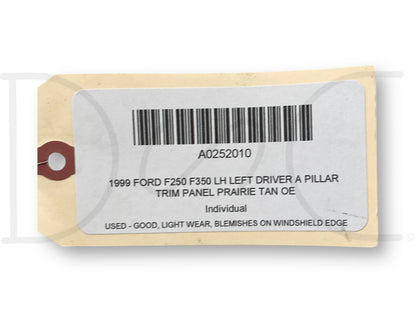 A0252010
1999 FORD F250 F350 LH LEFT DRIVER A PILLAR
TRIM PANEL PRAIRIE TAN OE
Individual
USED - GOOD, LIGHT WEAR, BLEMISHES ON WINDSHIELD EDGE